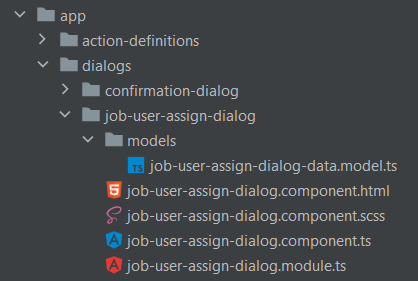 app
action-definitions
dialogs
confirmation-dialog
job-user-assign-dialog
models
TS job-user-assign-dialog-data.model.ts
5 job-user-assign-dialog.component.html
job-user-assign-dialog.component.scss
A job-user-assign-dialog.component.ts
A job-user-assign-dialog.module.ts